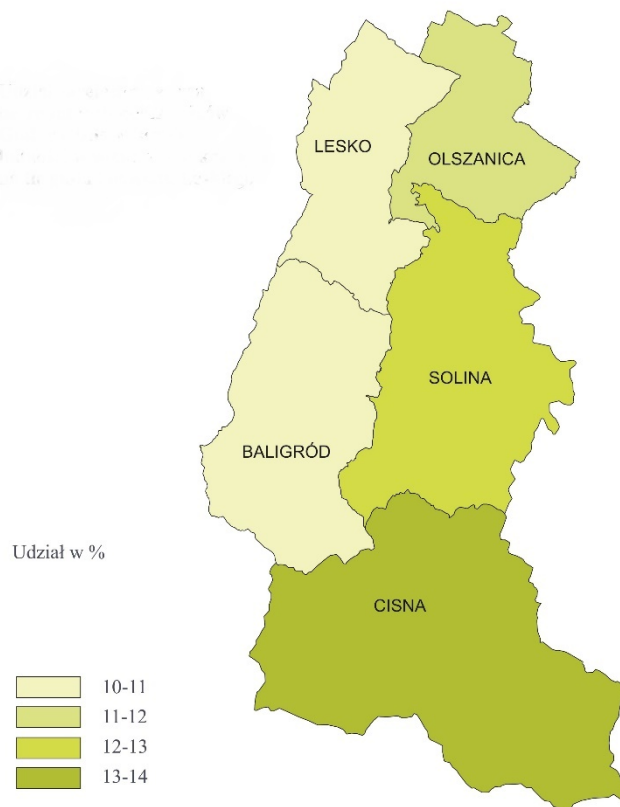 LESKO
OLSZANICA
SOLINA
BALIGRÓD
Udział w %
CISNA
10-11
11-12
12-13
13-14